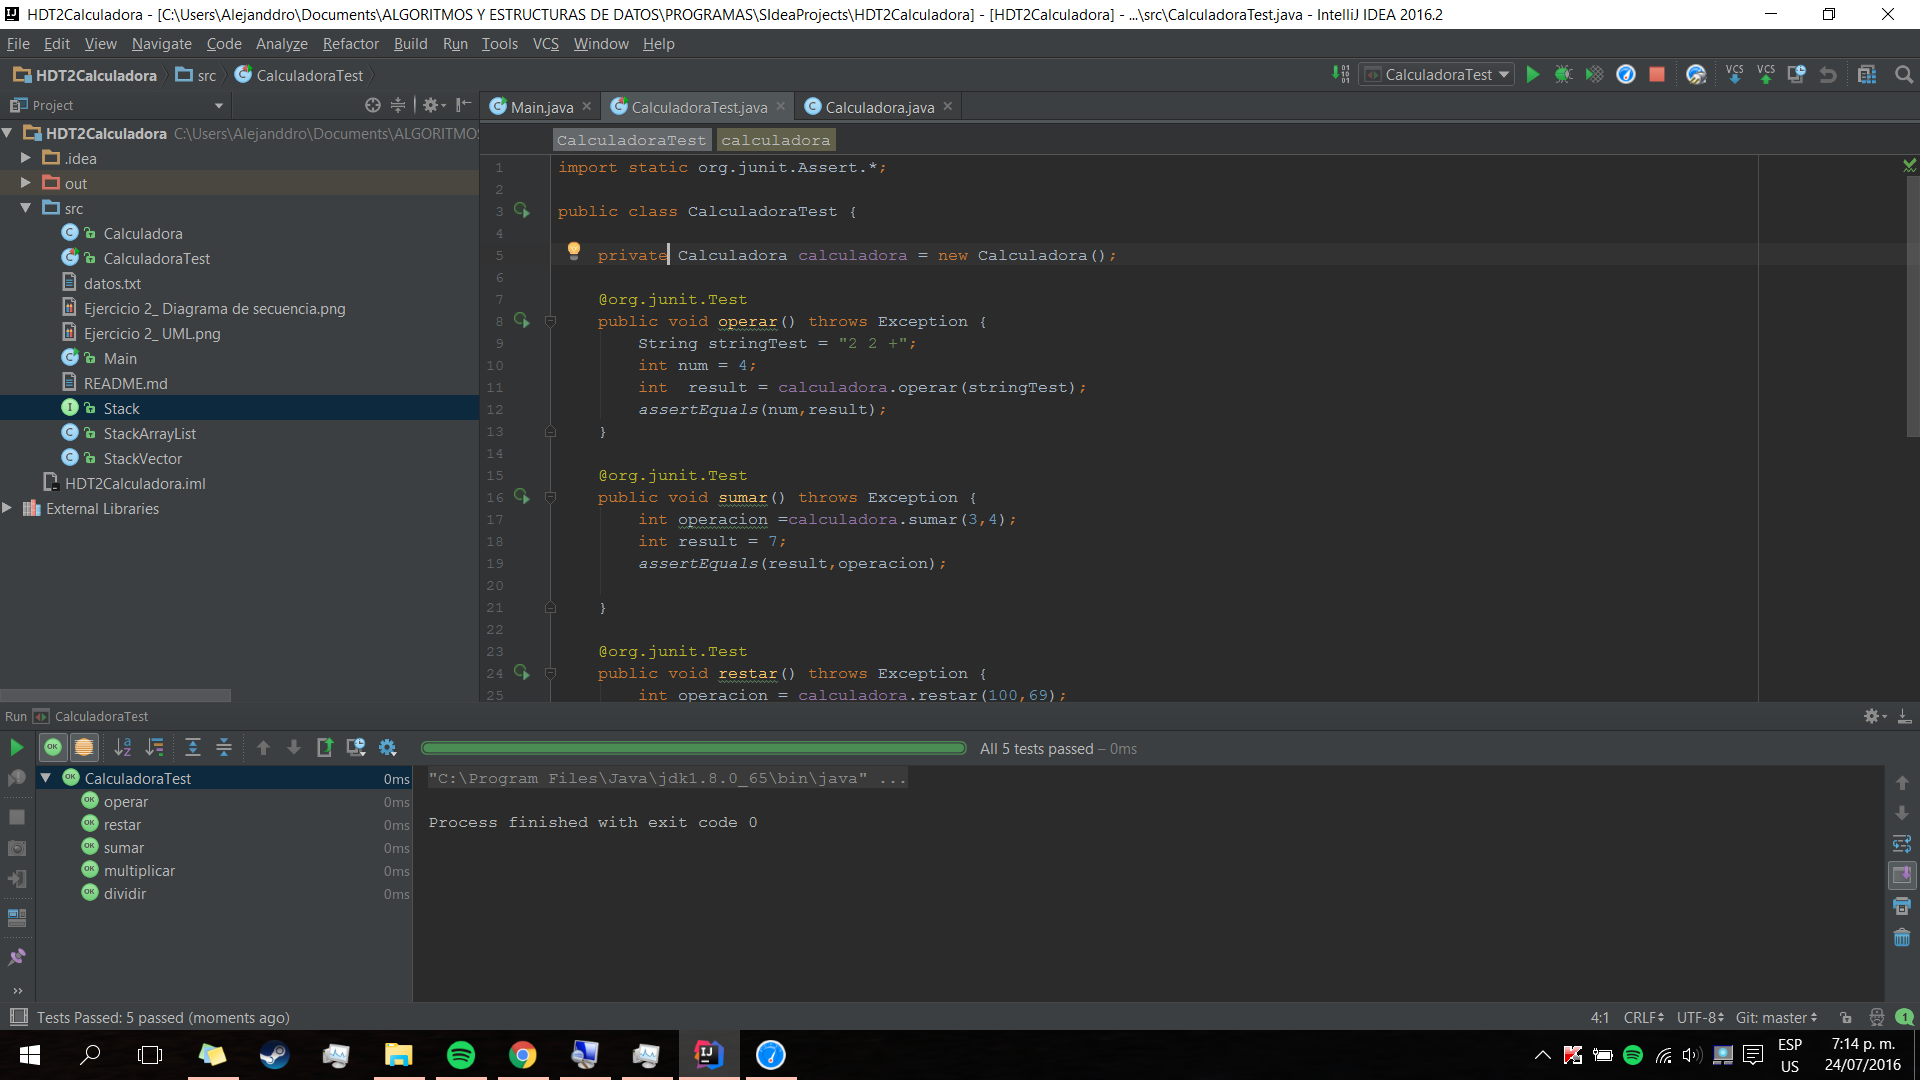 HDT2Calculadora - [C:\Users\Alejanddro\Documents\ALGORITMOS Y ESTRUCTURAS DE DATOS\PROGRAMAS\SIdeaProjects\HDT2Calculadora] - [HDT2Calculadora] - ...\src\CalculadoraTest.java - IntelliJ IDEA 2016.2
File Edit View Navigate Code Analyze Refactor Build Run Tools VCS Window Help
HDT2Calculadora src CalculadoraTest
CalculadoraTest
VCS VCS
Project
Main.java CalculadoraTest.java Calculadora.java
HDT2Calculadora C:\Users\Alejanddro\Documents\ALGORITMOS
.idea
out
src
Calculadora
CalculadoraTest
datos.txt
Ejercicio 2_ Diagrama de secuencia.png
Ejercicio 2_ UML.png
Main
README.md
Stack
StackArrayList
StackVector
HDT2Calculadora.iml
External Libraries
CalculadoraTest calculadora
1 import static org.junit.Assert.*;
2
3 public class CalculadoraTest {
4
5 private Calculadora calculadora = new Calculadora();
6
7 @org.junit.Test
8 public void operar() throws Exception {
9 String stringTest = "2 2 +";
10 int num = 4;
11 int  result = calculadora.operar(stringTest);
12 assertEquals(num,result);
13 }
14
15 @org.junit.Test
16 public void sumar() throws Exception {
17 int operacion =calculadora.sumar(3,4);
18 int result = 7;
19 assertEquals(result,operacion);
20
21 }
22
23 @org.junit.Test
24 public void restar() throws Exception {
25 int operacion = calculadora.restar(100,69);
Run CalculadoraTest
All 5 tests passed – 0ms
CalculadoraTest 0ms
operar 0ms
restar 0ms
sumar 0ms
multiplicar 0ms
dividir 0ms
"C:\Program Files\Java\jdk1.8.0_65\bin\java" ...
Process finished with exit code 0
Tests Passed: 5 passed (moments ago)
4:1 CRLF UTF-8 Git: master 1
ESP
US
7:14 p. m.
24/07/2016